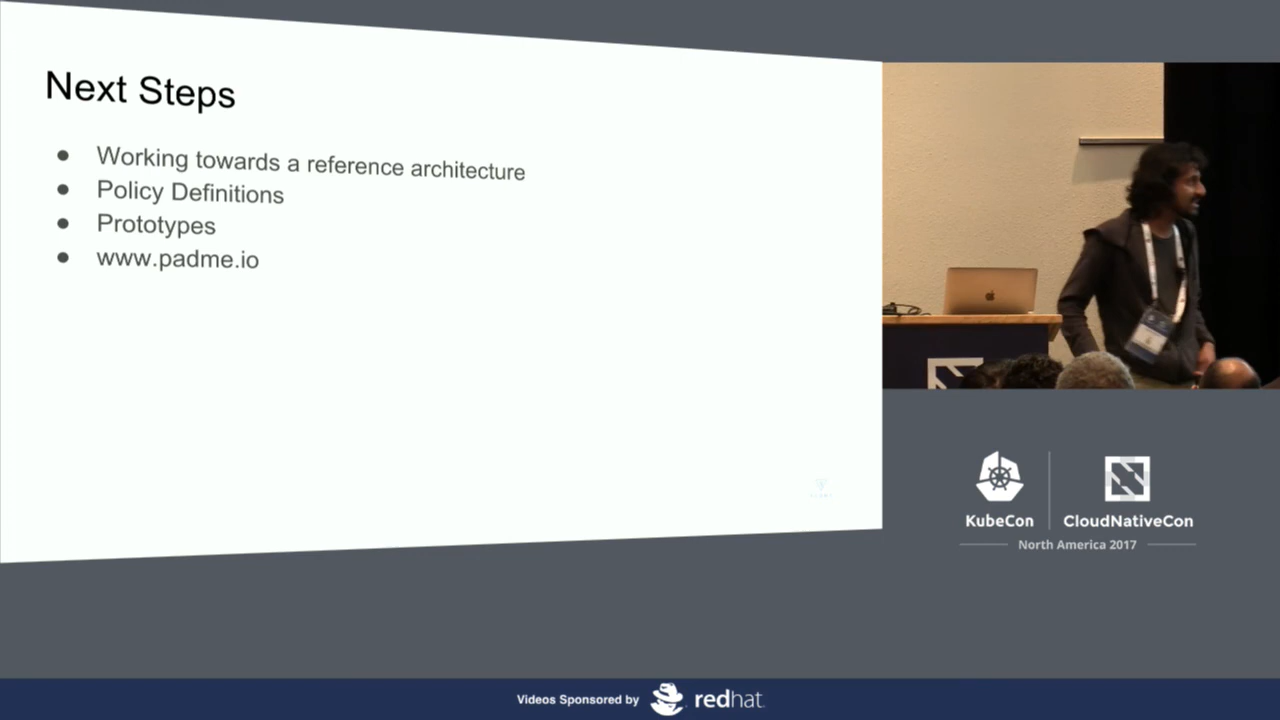 Next Steps
● Working towards a reference architecture
● Policy Definitions
● Prototypes
● www.padme.io
KubeCon
CloudNativeCon
North America 2017
Videos Sponsored by
redhat.